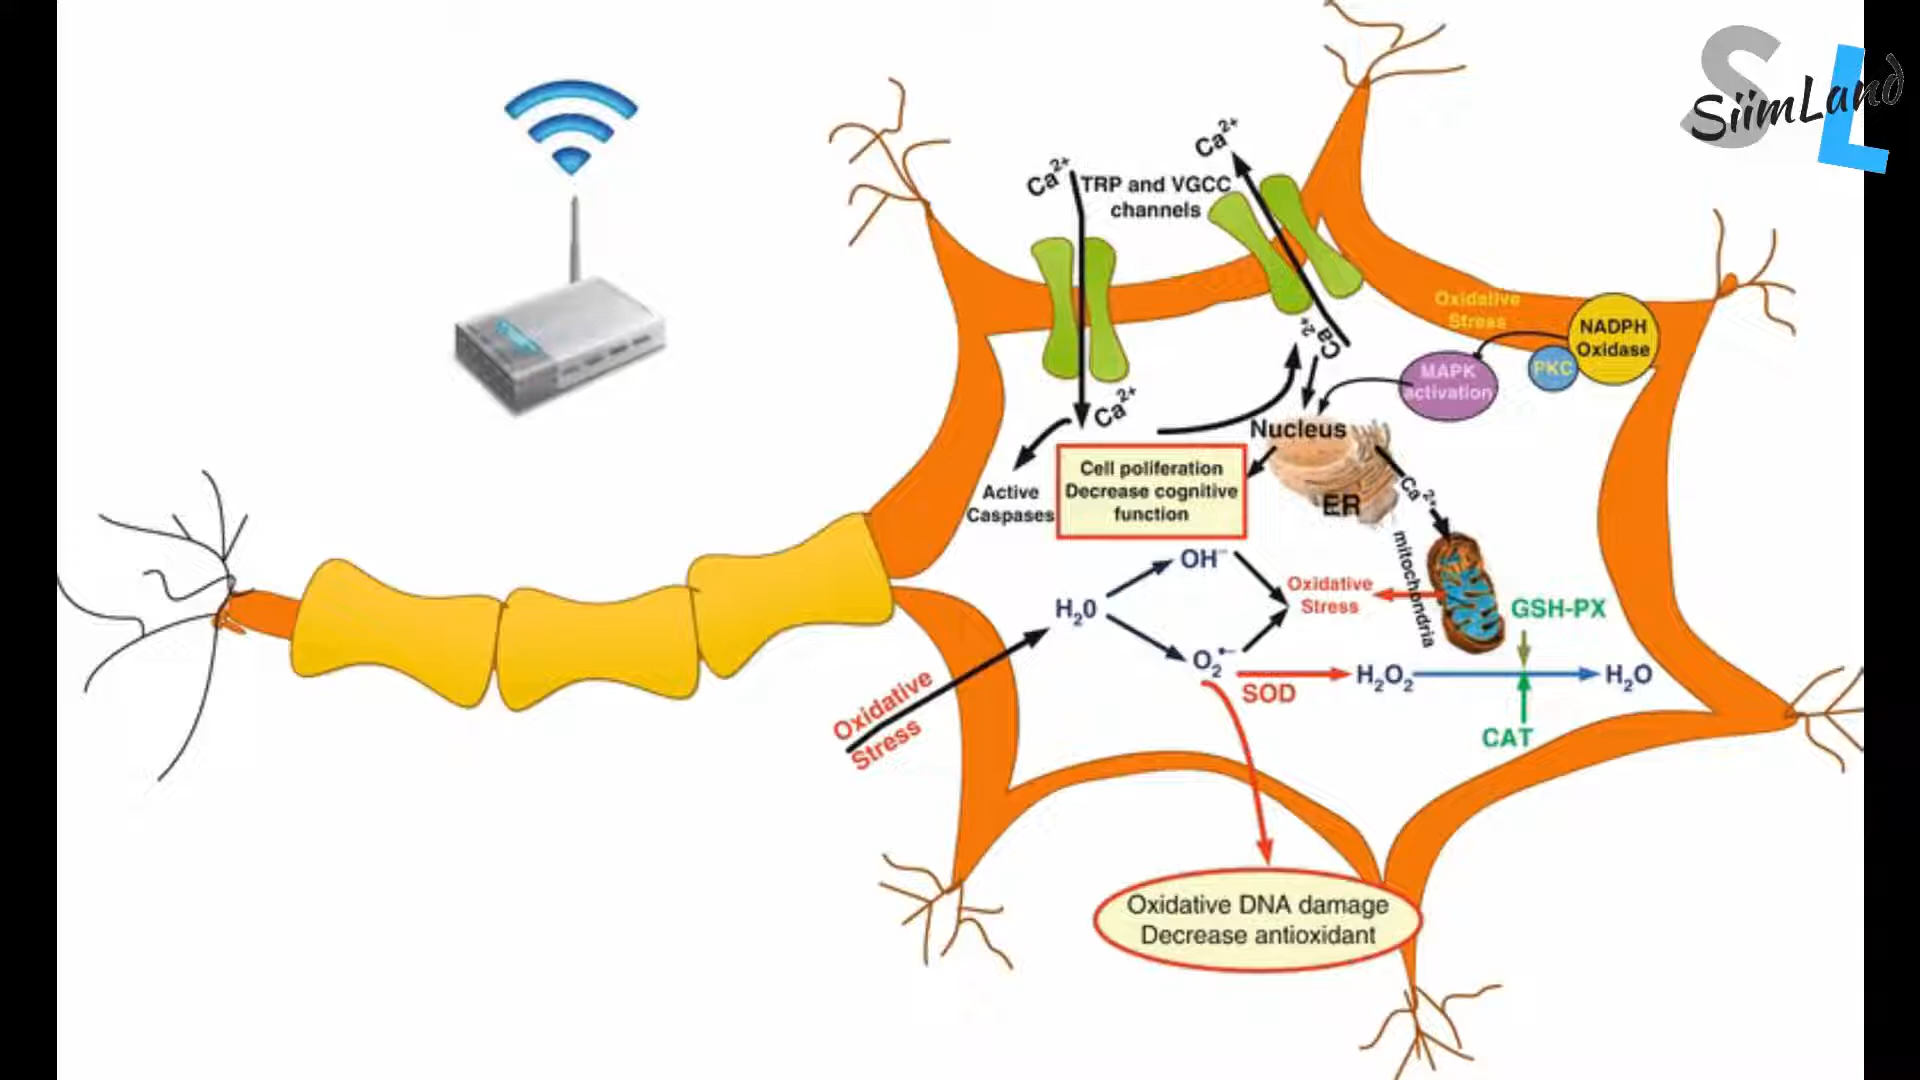 S L
SiimLand
Ca²⁺
Ca²⁺
TRP and VGCC
channels
Oxidative
Stress
NADPH
Oxidase
PKC
MAPK
activation
Ca²⁺
Ca²⁺
Nucleus
Cell poliferation
Decrease cognitive
function
Active
Caspases
ER
Ca²⁺
mitochondria
OH⁻
Oxidative
Stress
H₂0
GSH-PX
O₂•⁻
SOD
H₂O₂
H₂O
CAT
Oxidative
Stress
Oxidative DNA damage
Decrease antioxidant